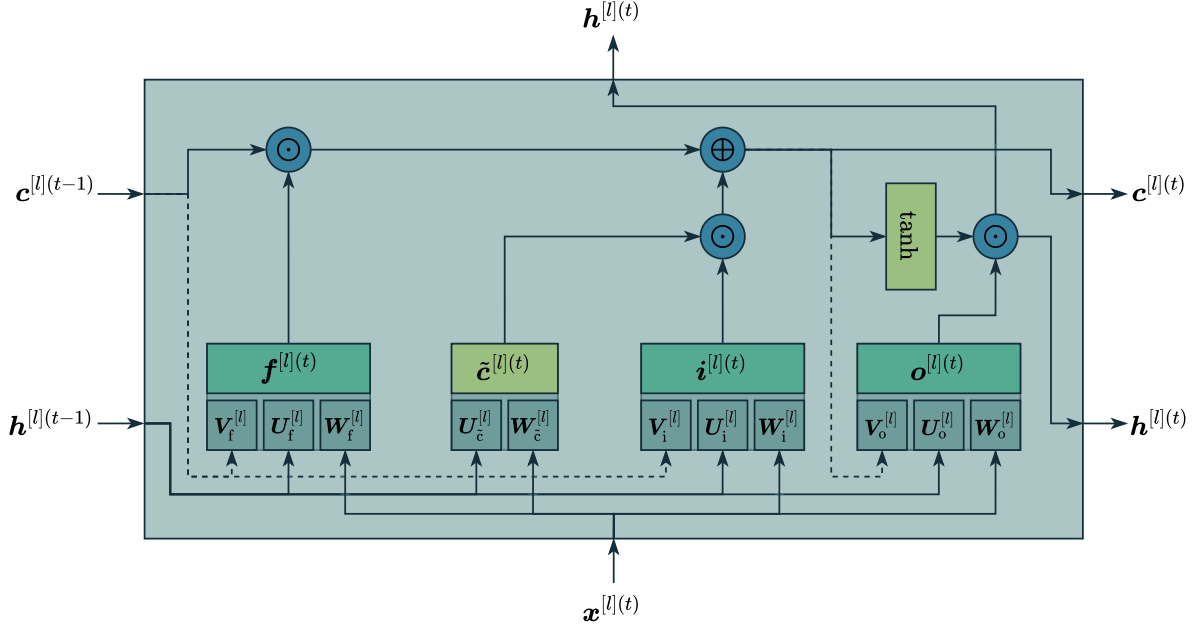 h^{[l](t)}
c^{[l](t−1)}
c^{[l](t)}
tanh
f^{[l](t)} c̃^{[l](t)} i^{[l](t)} o^{[l](t)}
h^{[l](t−1)}
h^{[l](t)}
V_f^{[l]} U_f^{[l]} W_f^{[l]} U_c̃^{[l]} W_c̃^{[l]} V_i^{[l]} U_i^{[l]} W_i^{[l]} V_o^{[l]} U_o^{[l]} W_o^{[l]}
x^{[l](t)}